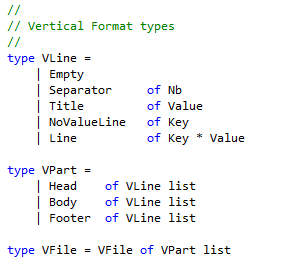 //
// Vertical Format types
//
type VLine =
    | Empty
    | Separator     of Nb
    | Title         of Value
    | NoValueLine   of Key
    | Line          of Key * Value

type VPart =
    | Head    of VLine list
    | Body    of VLine list
    | Footer  of VLine list

type VFile = VFile of VPart list